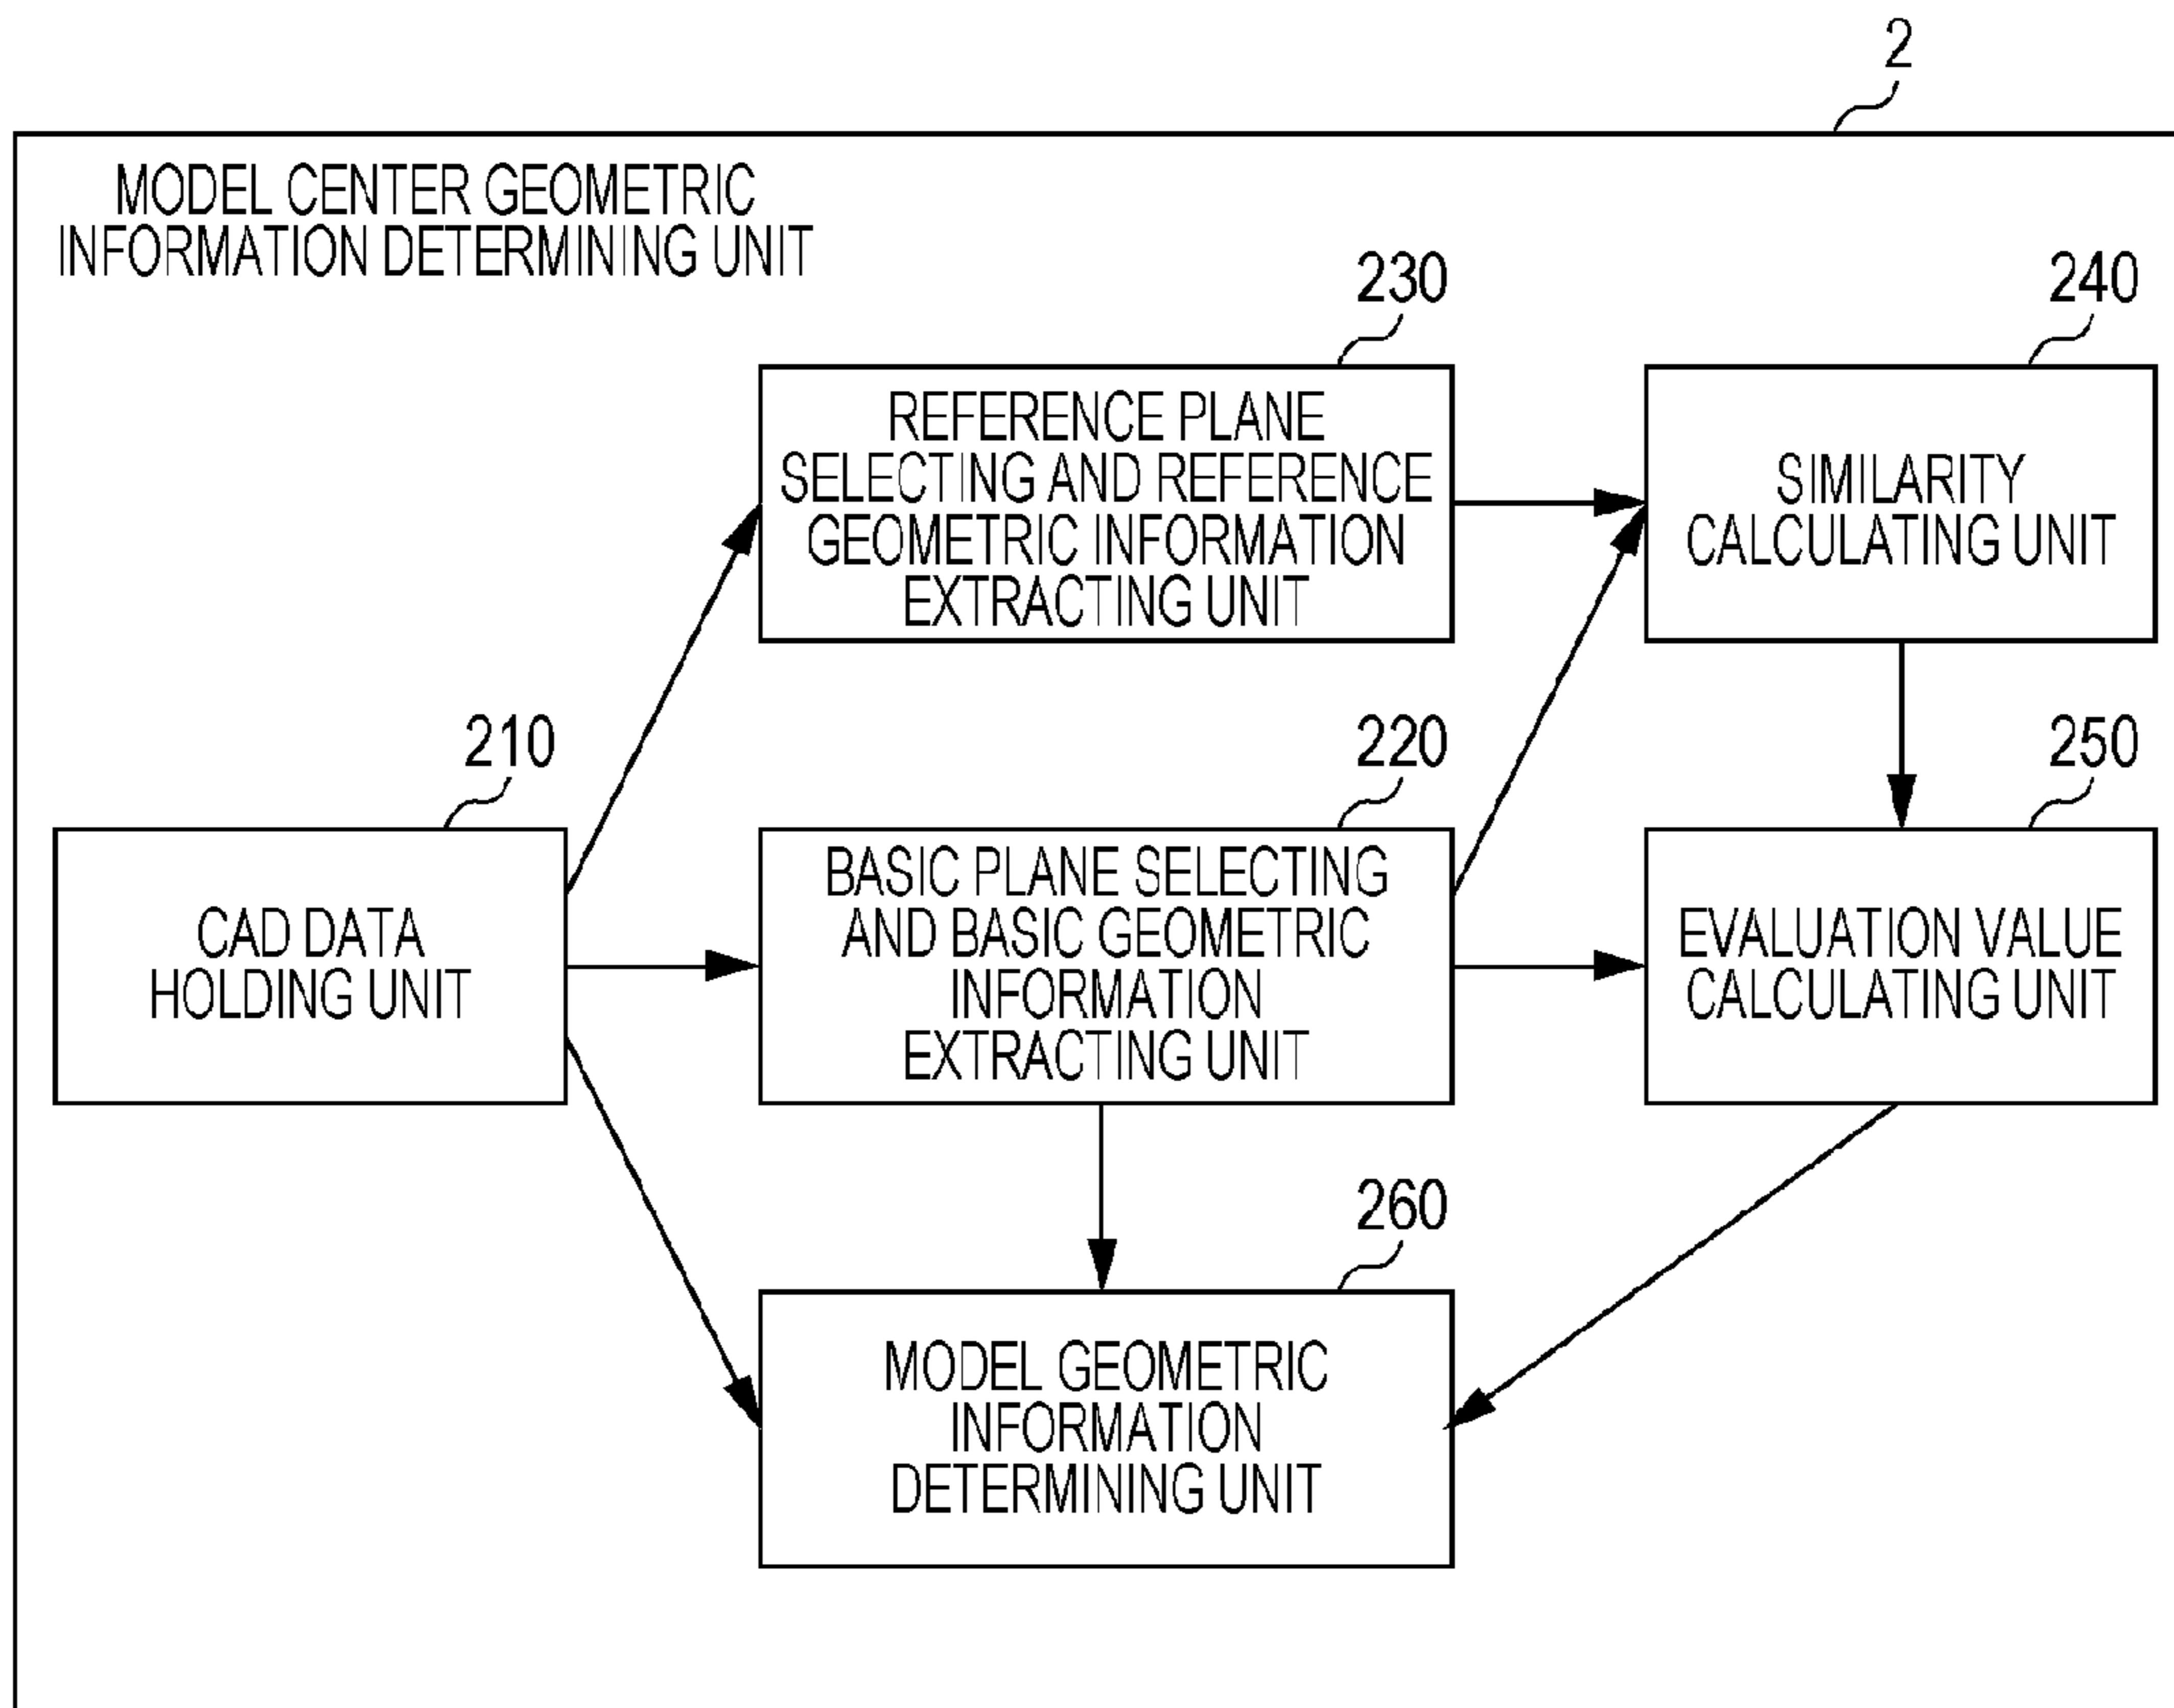 2
MODEL CENTER GEOMETRIC
INFORMATION DETERMINING UNIT
230
REFERENCE PLANE
SELECTING AND REFERENCE
GEOMETRIC INFORMATION
EXTRACTING UNIT
240
SIMILARITY
CALCULATING UNIT
210
CAD DATA
HOLDING UNIT
220
BASIC PLANE SELECTING
AND BASIC GEOMETRIC
INFORMATION
EXTRACTING UNIT
250
EVALUATION VALUE
CALCULATING UNIT
260
MODEL GEOMETRIC
INFORMATION
DETERMINING UNIT